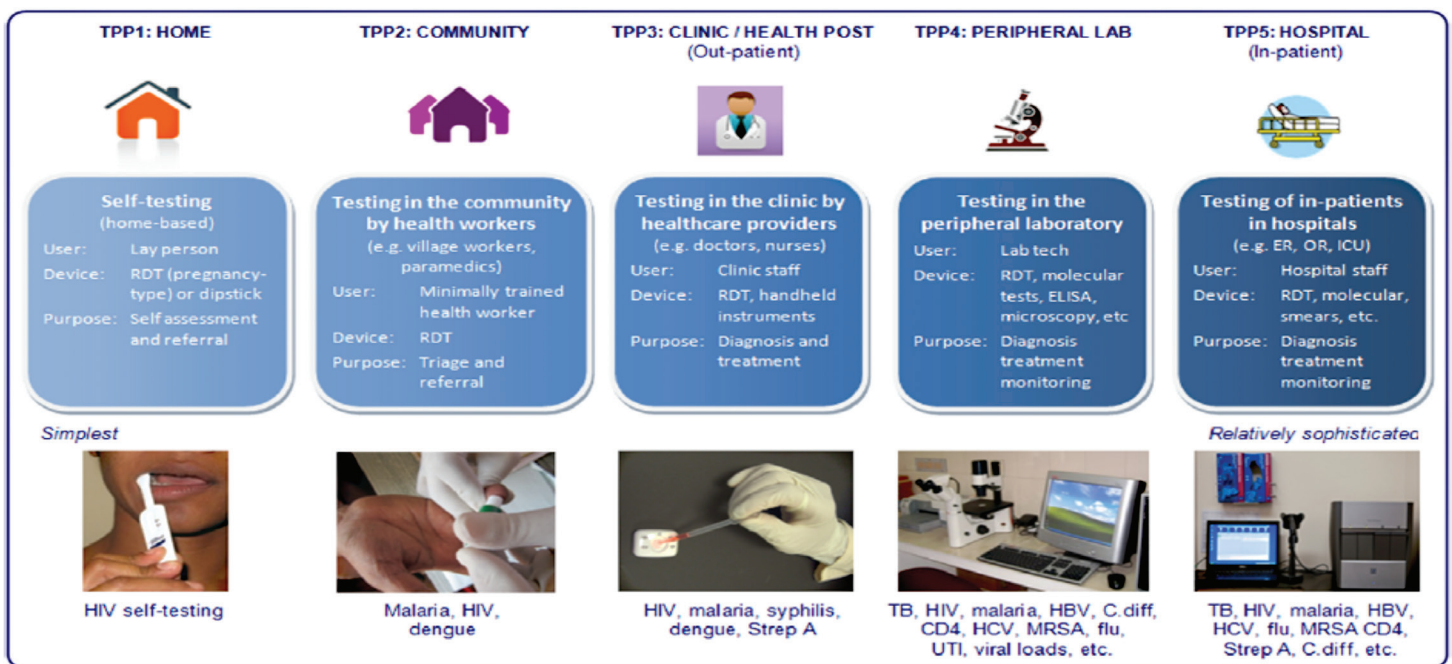 TPP1: HOME
TPP2: COMMUNITY
TPP3: CLINIC / HEALTH POST
(Out-patient)
TPP4: PERIPHERAL LAB
TPP5: HOSPITAL
(In-patient)
Self-testing
(home-based)
User: Lay person
Device: RDT (pregnancy-
type) or dipstick
Purpose: Self assessment
and referral
Testing in the community
by health workers
(e.g. village workers,
paramedics)
User: Minimally trained
health worker
Device: RDT
Purpose: Triage and
referral
Testing in the clinic by
healthcare providers
(e.g. doctors, nurses)
User: Clinic staff
Device: RDT, handheld
instruments
Purpose: Diagnosis and
treatment
Testing in the
peripheral laboratory
User: Lab tech
Device: RDT, molecular
tests, ELISA,
microscopy, etc
Purpose: Diagnosis
treatment
monitoring
Testing of in-patients
in hospitals
(e.g. ER, OR, ICU)
User: Hospital staff
Device: RDT, molecular,
smears, etc.
Purpose: Diagnosis
treatment
monitoring
Simplest
Relatively sophisticated
HIV self-testing
Malaria, HIV,
dengue
HIV, malaria, syphilis,
dengue, Strep A
TB, HIV, malaria, HBV, C.diff,
CD4, HCV, MRSA, flu,
UTI, viral loads, etc.
TB, HIV, malaria, HBV,
HCV, flu, MRSA CD4,
Strep A, C.diff, etc.